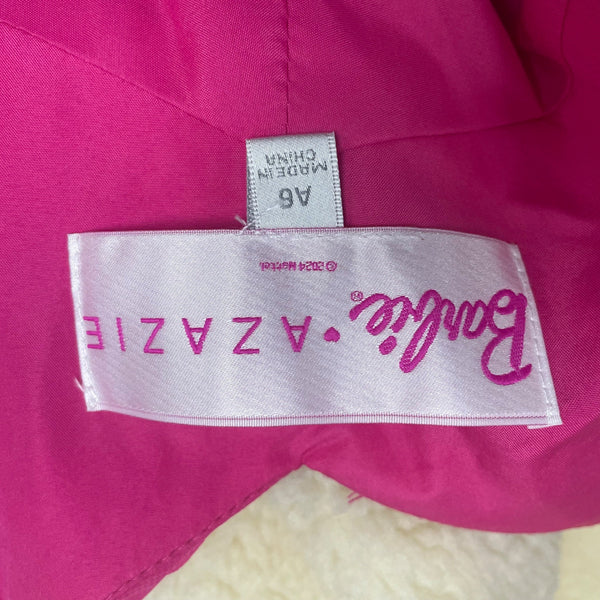 Barbie® ♥ AZAZIE
© 2024 Mattel.
A6
MADE IN
CHINA